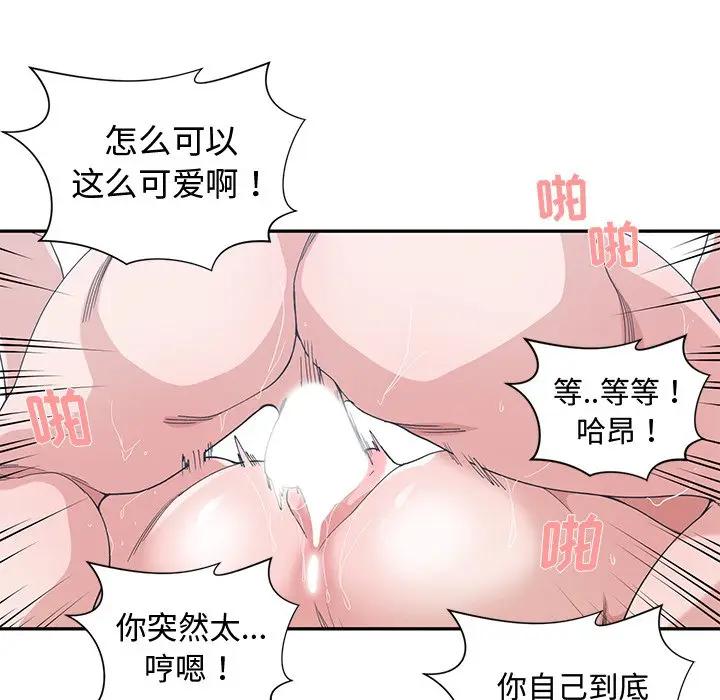 怎么可以
这么可爱啊！
啪
啪
等..等等！
哈昂！
啪
啪
你突然太...
哼嗯！
你自己到底